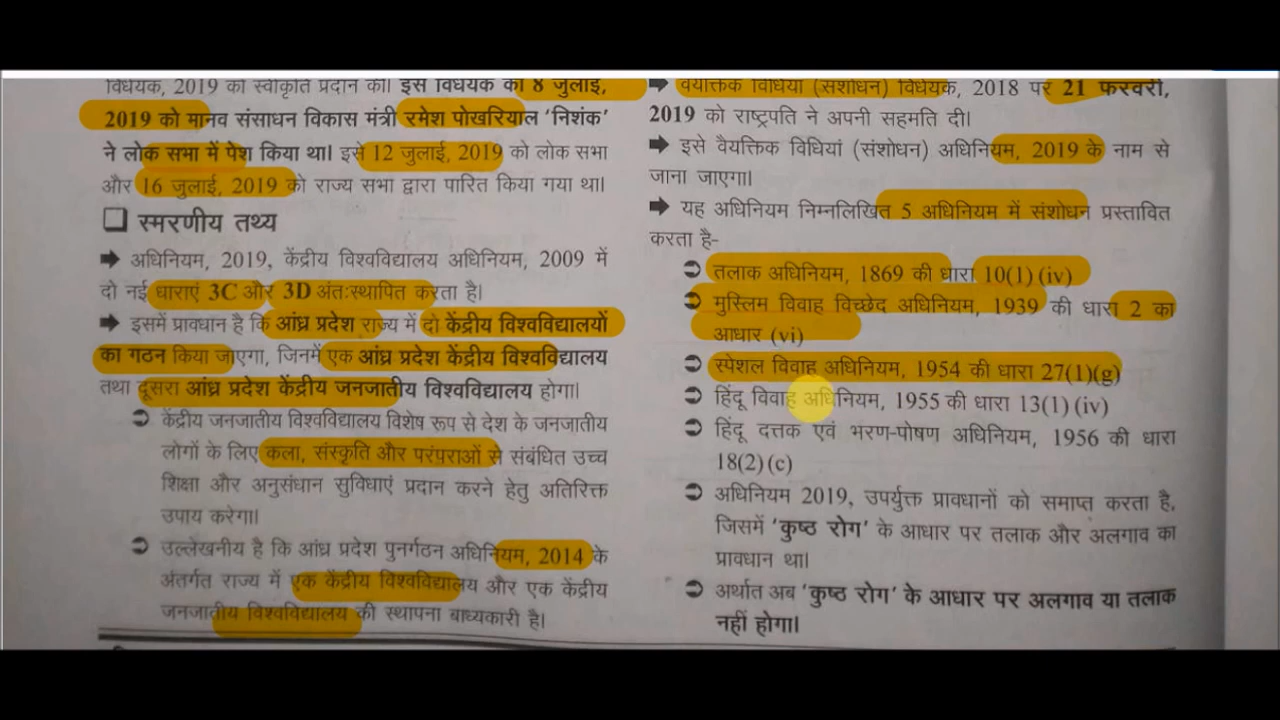 विधेयक, 2019 को स्वीकृति प्रदान की। इस विधेयक को 8 जुलाई,
2019 को मानव संसाधन विकास मंत्री रमेश पोखरियाल 'निशंक'
ने लोक सभा में पेश किया था। इसे 12 जुलाई, 2019 को लोक सभा
और 16 जुलाई, 2019 को राज्य सभा द्वारा पारित किया गया था।
❑ स्मरणीय तथ्य
➡ अधिनियम, 2019, केंद्रीय विश्वविद्यालय अधिनियम, 2009 में
दो नई धाराएं 3C और 3D अंतःस्थापित करता है।
➡ इसमें प्रावधान है कि आंध्र प्रदेश राज्य में दो केंद्रीय विश्वविद्यालयों
का गठन किया जाएगा, जिनमें एक आंध्र प्रदेश केंद्रीय विश्वविद्यालय
तथा दूसरा आंध्र प्रदेश केंद्रीय जनजातीय विश्वविद्यालय होगा।
➲ केंद्रीय जनजातीय विश्वविद्यालय विशेष रूप से देश के जनजातीय
लोगों के लिए कला, संस्कृति और परंपराओं से संबंधित उच्च
शिक्षा और अनुसंधान सुविधाएं प्रदान करने हेतु अतिरिक्त
उपाय करेगा।
➲ उल्लेखनीय है कि आंध्र प्रदेश पुनर्गठन अधिनियम, 2014 के
अंतर्गत राज्य में एक केंद्रीय विश्वविद्यालय और एक केंद्रीय
जनजातीय विश्वविद्यालय की स्थापना बाध्यकारी है।
➡ वैयक्तिक विधियां (संशोधन) विधेयक, 2018 पर 21 फरवरी,
2019 को राष्ट्रपति ने अपनी सहमति दी।
➡ इसे वैयक्तिक विधियां (संशोधन) अधिनियम, 2019 के नाम से
जाना जाएगा।
➡ यह अधिनियम निम्नलिखित 5 अधिनियम में संशोधन प्रस्तावित
करता है-
➲ तलाक अधिनियम, 1869 की धारा 10(1) (iv)
➲ मुस्लिम विवाह विच्छेद अधिनियम, 1939 की धारा 2 का
आधार (vi)
➲ स्पेशल विवाह अधिनियम, 1954 की धारा 27(1)(g)
➲ हिंदू विवाह अधिनियम, 1955 की धारा 13(1) (iv)
➲ हिंदू दत्तक एवं भरण-पोषण अधिनियम, 1956 की धारा
18(2) (c)
➲ अधिनियम 2019, उपर्युक्त प्रावधानों को समाप्त करता है,
जिसमें 'कुष्ठ रोग' के आधार पर तलाक और अलगाव का
प्रावधान था।
➲ अर्थात अब 'कुष्ठ रोग' के आधार पर अलगाव या तलाक
नहीं होगा।